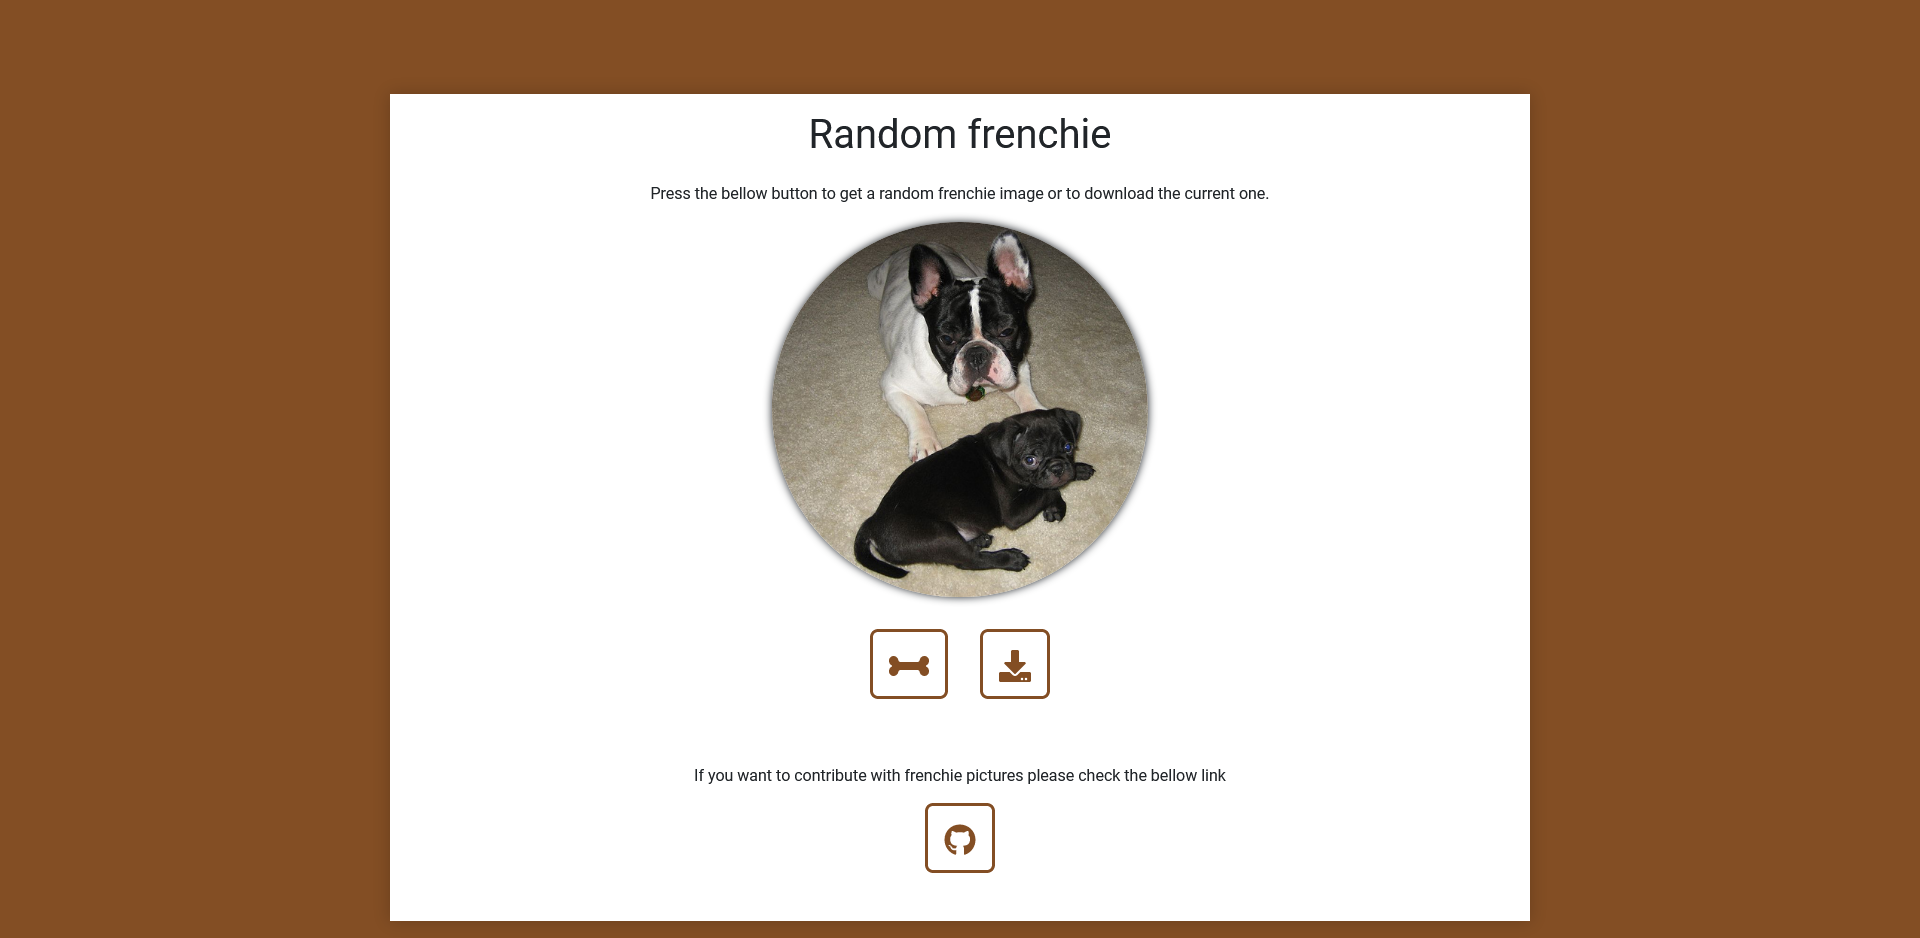 Random frenchie
Press the bellow button to get a random frenchie image or to download the current one.
If you want to contribute with frenchie pictures please check the bellow link